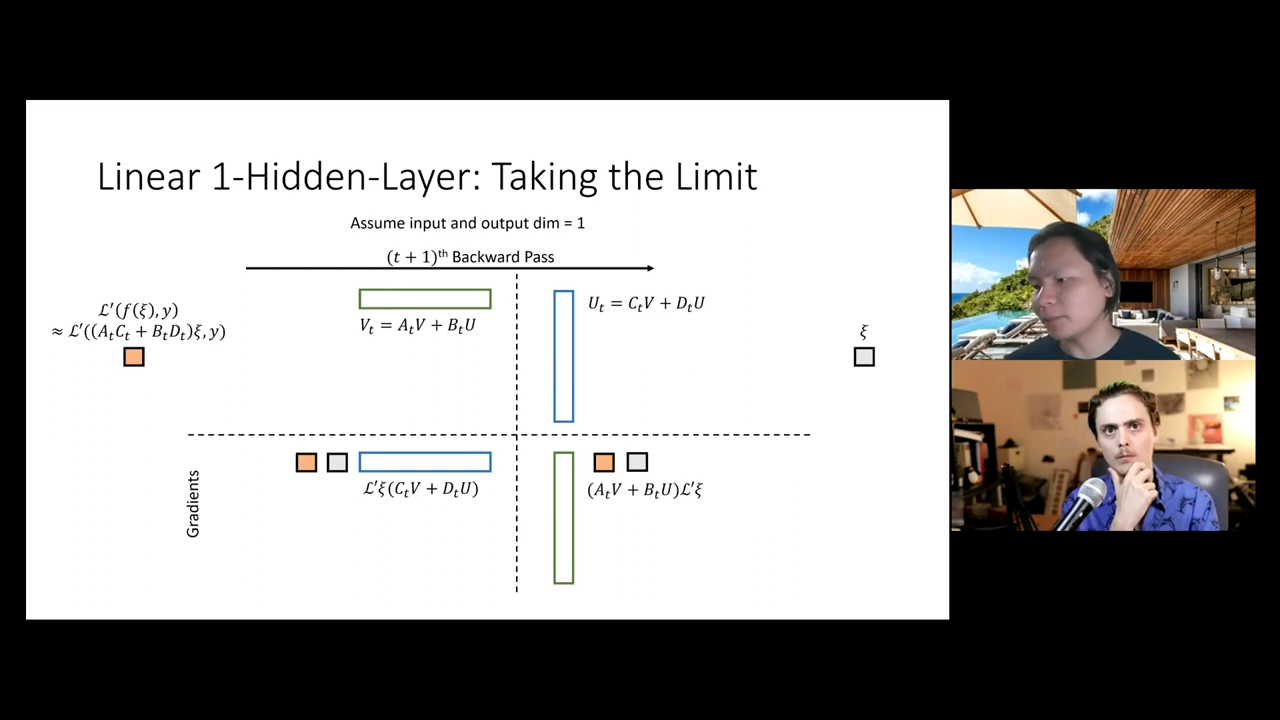 Linear 1-Hidden-Layer: Taking the Limit
Assume input and output dim = 1
(t + 1)ᵗʰ Backward Pass
ℒ′(f(ξ), y)
≈ ℒ′((AₜCₜ + BₜDₜ)ξ, y)
Vₜ = AₜV + BₜU
Uₜ = CₜV + DₜU
ξ
Gradients
ℒ′ξ(CₜV + DₜU)
(AₜV + BₜU)ℒ′ξ